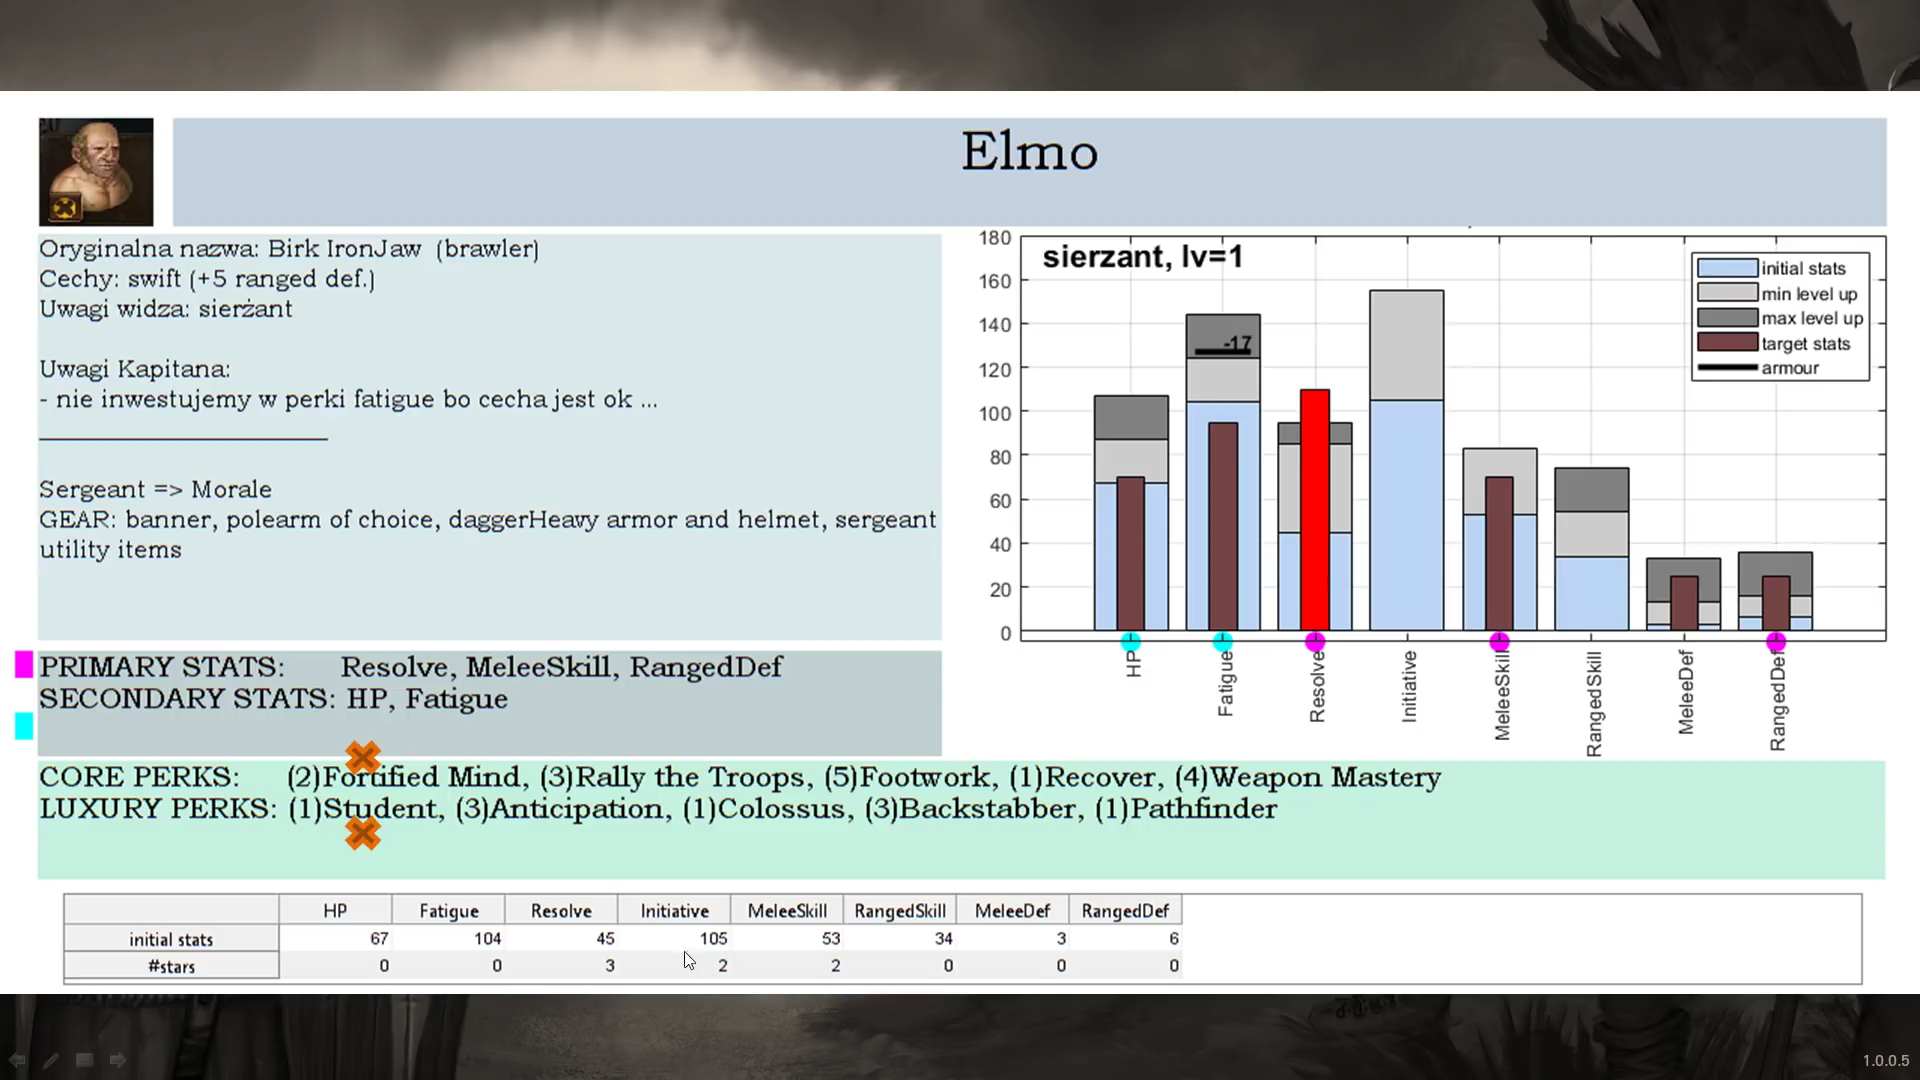 Elmo
Oryginalna nazwa: Birk IronJaw (brawler)
Cechy: swift (+5 ranged def.)
Uwagi widza: sierżant
Uwagi Kapitana:
- nie inwestujemy w perki fatigue bo cecha jest ok ...
Sergeant => Morale
GEAR: banner, polearm of choice, daggerHeavy armor and helmet, sergeant
utility items
sierzant, lv=1
180
160
140
120
100
80
60
40
20
0
-17
initial stats
min level up
max level up
target stats
armour
HP
Fatigue
Resolve
Initiative
MeleeSkill
RangedSkill
MeleeDef
RangedDef
PRIMARY STATS: Resolve, MeleeSkill, RangedDef
SECONDARY STATS: HP, Fatigue
CORE PERKS: (2)Fortified Mind, (3)Rally the Troops, (5)Footwork, (1)Recover, (4)Weapon Mastery
LUXURY PERKS: (1)Student, (3)Anticipation, (1)Colossus, (3)Backstabber, (1)Pathfinder
HP Fatigue Resolve Initiative MeleeSkill RangedSkill MeleeDef RangedDef
initial stats 67 104 45 105 53 34 3 6
#stars 0 0 3 2 2 0 0 0
1.0.0.5